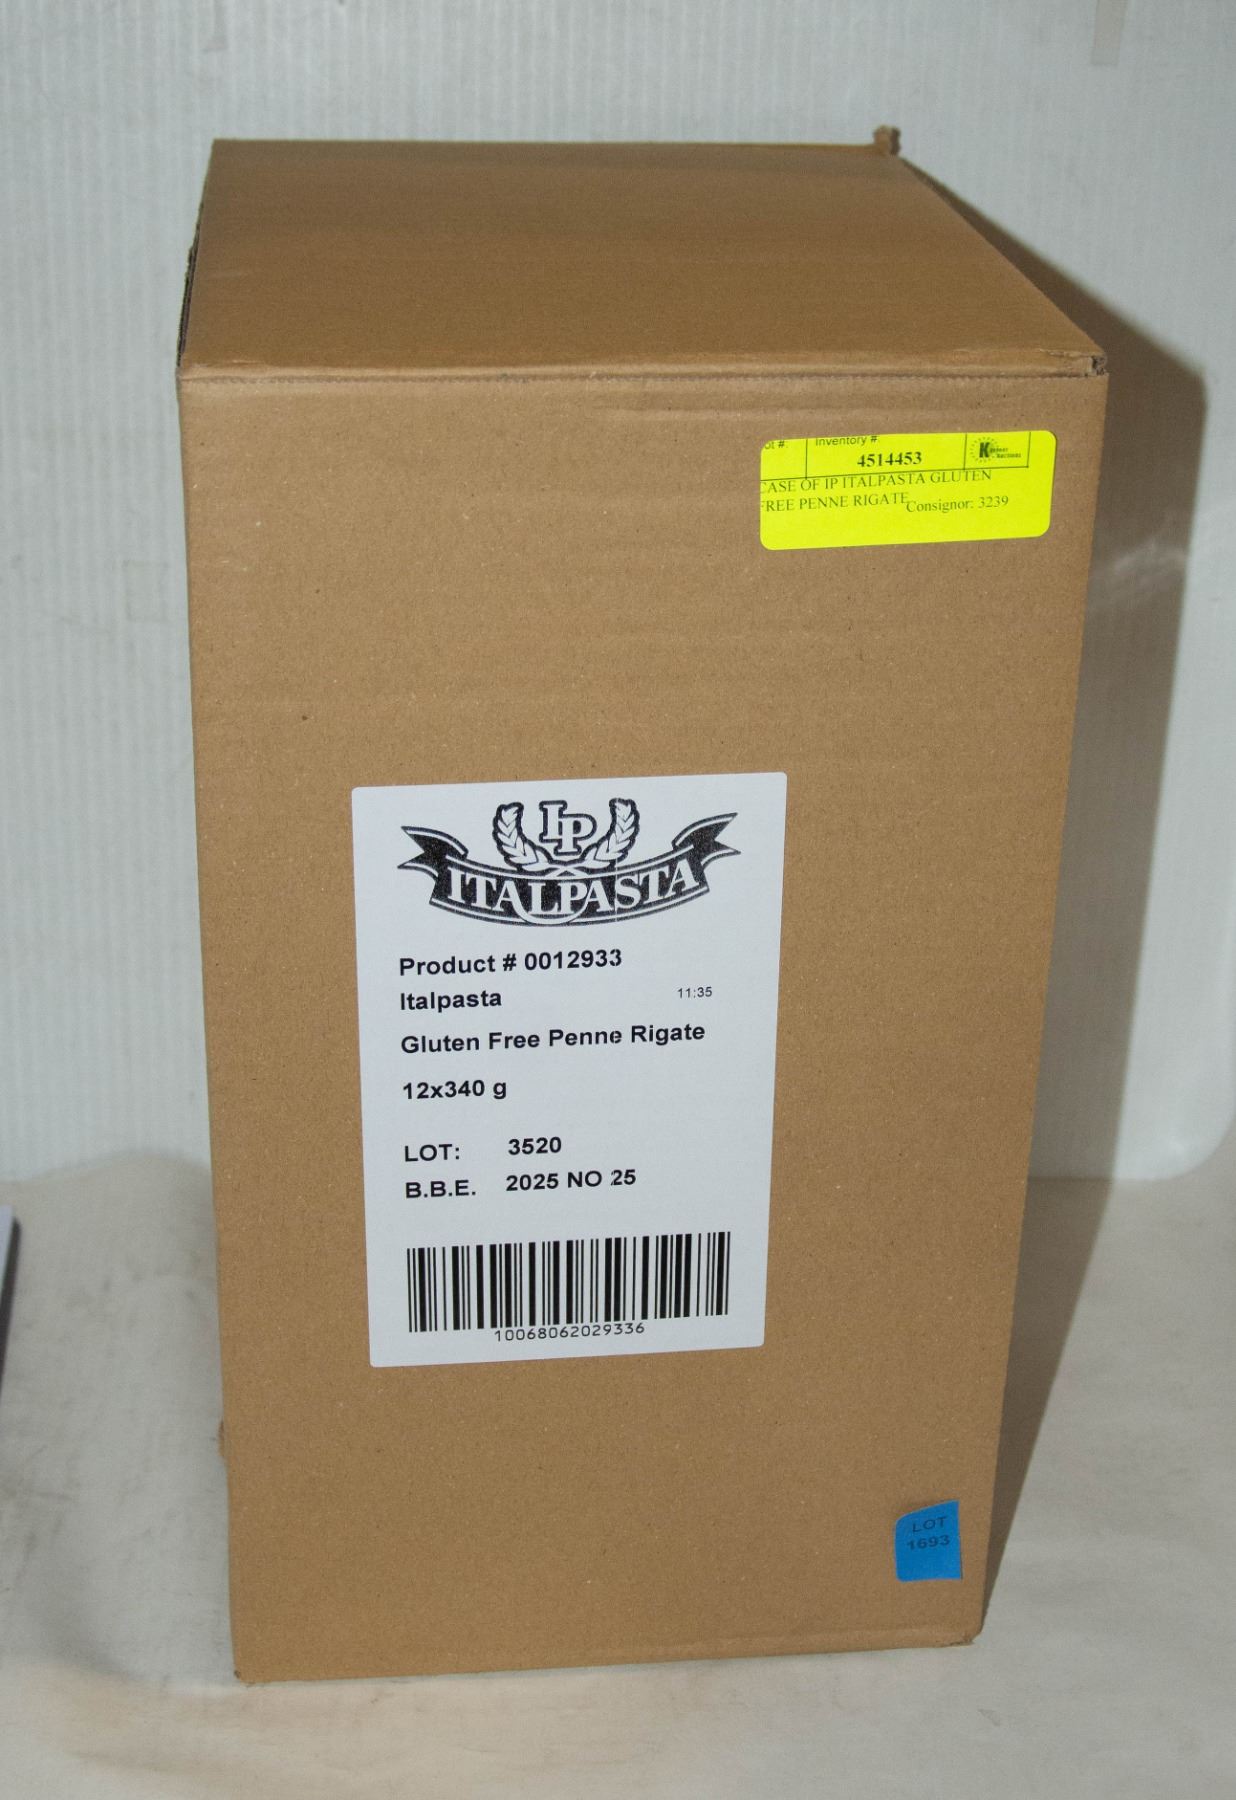 Inventory #:
4514453
CASE OF IP ITALPASTA GLUTEN
FREE PENNE RIGATE
Consignor: 3239
IP
ITALPASTA
Product # 0012933
Italpasta
11:35
Gluten Free Penne Rigate
12x340 g
LOT: 3520
B.B.E. 2025 NO 25
10068062029336
LOT
1693